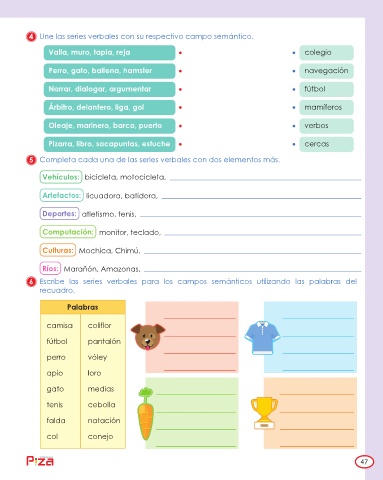 4 Une las series verbales con su respectivo campo semántico.
Valla, muro, tapia, reja • • colegio
Perro, gato, ballena, hamster • • navegación
Narrar, dialogar, argumentar • • fútbol
Árbitro, delantero, liga, gol • • mamíferos
Oleaje, marinero, barco, puerto • • verbos
Pizarra, libro, sacapuntas, estuche • • cercas
5 Completa cada una de las series verbales con dos elementos más.
Vehículos: bicicleta, motocicleta,
Artefactos: licuadora, batidora,
Deportes: atletismo, tenis,
Computación: monitor, teclado,
Culturas: Mochica, Chimú,
Ríos: Marañón, Amazonas,
6 Escribe las series verbales para los campos semánticos utilizando las palabras del
recuadro.
Palabras
camisa coliflor
fútbol pantalón
perro vóley
apio loro
gato medias
tenis cebolla
falda natación
col conejo
47